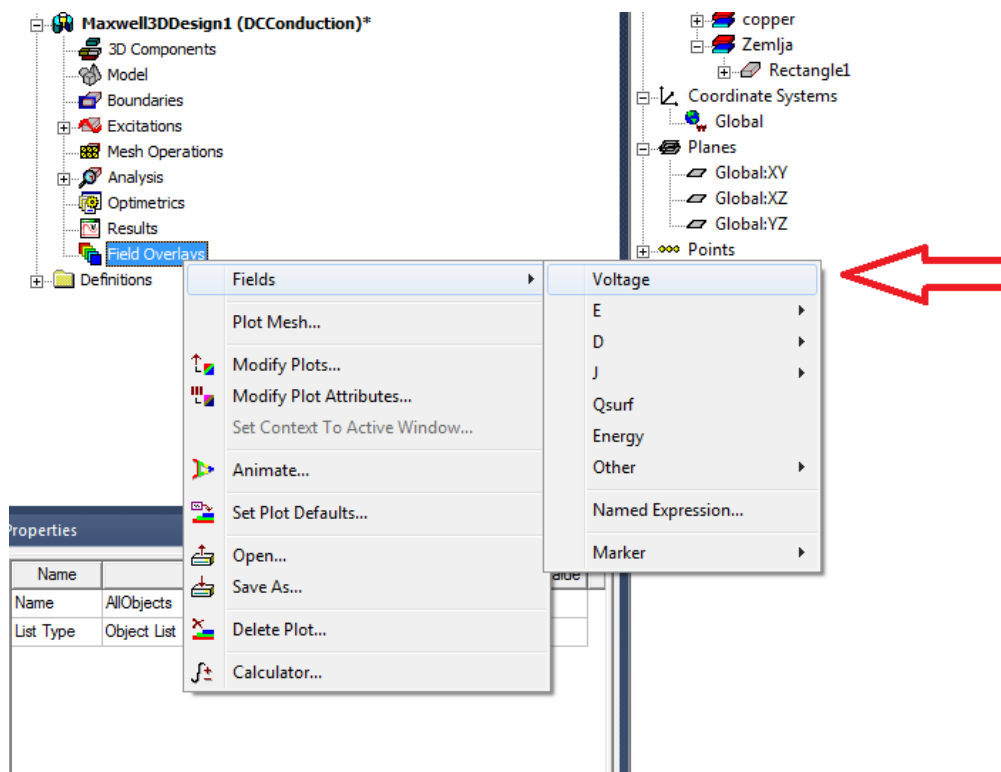 Maxwell3DDesign1 (DCConduction)*
3D Components
Model
Boundaries
Excitations
Mesh Operations
Analysis
Optimetrics
Results
Field Overlays
Definitions
copper
Zemlja
Rectangle1
Coordinate Systems
Global
Planes
Global:XY
Global:XZ
Global:YZ
Points
Fields
Plot Mesh...
Modify Plots...
Modify Plot Attributes...
Set Context To Active Window...
Animate...
Set Plot Defaults...
Open...
Save As...
Delete Plot...
Calculator...
Voltage
E
D
J
Qsurf
Energy
Other
Named Expression...
Marker
Properties
Name
Name AllObjects
List Type Object List